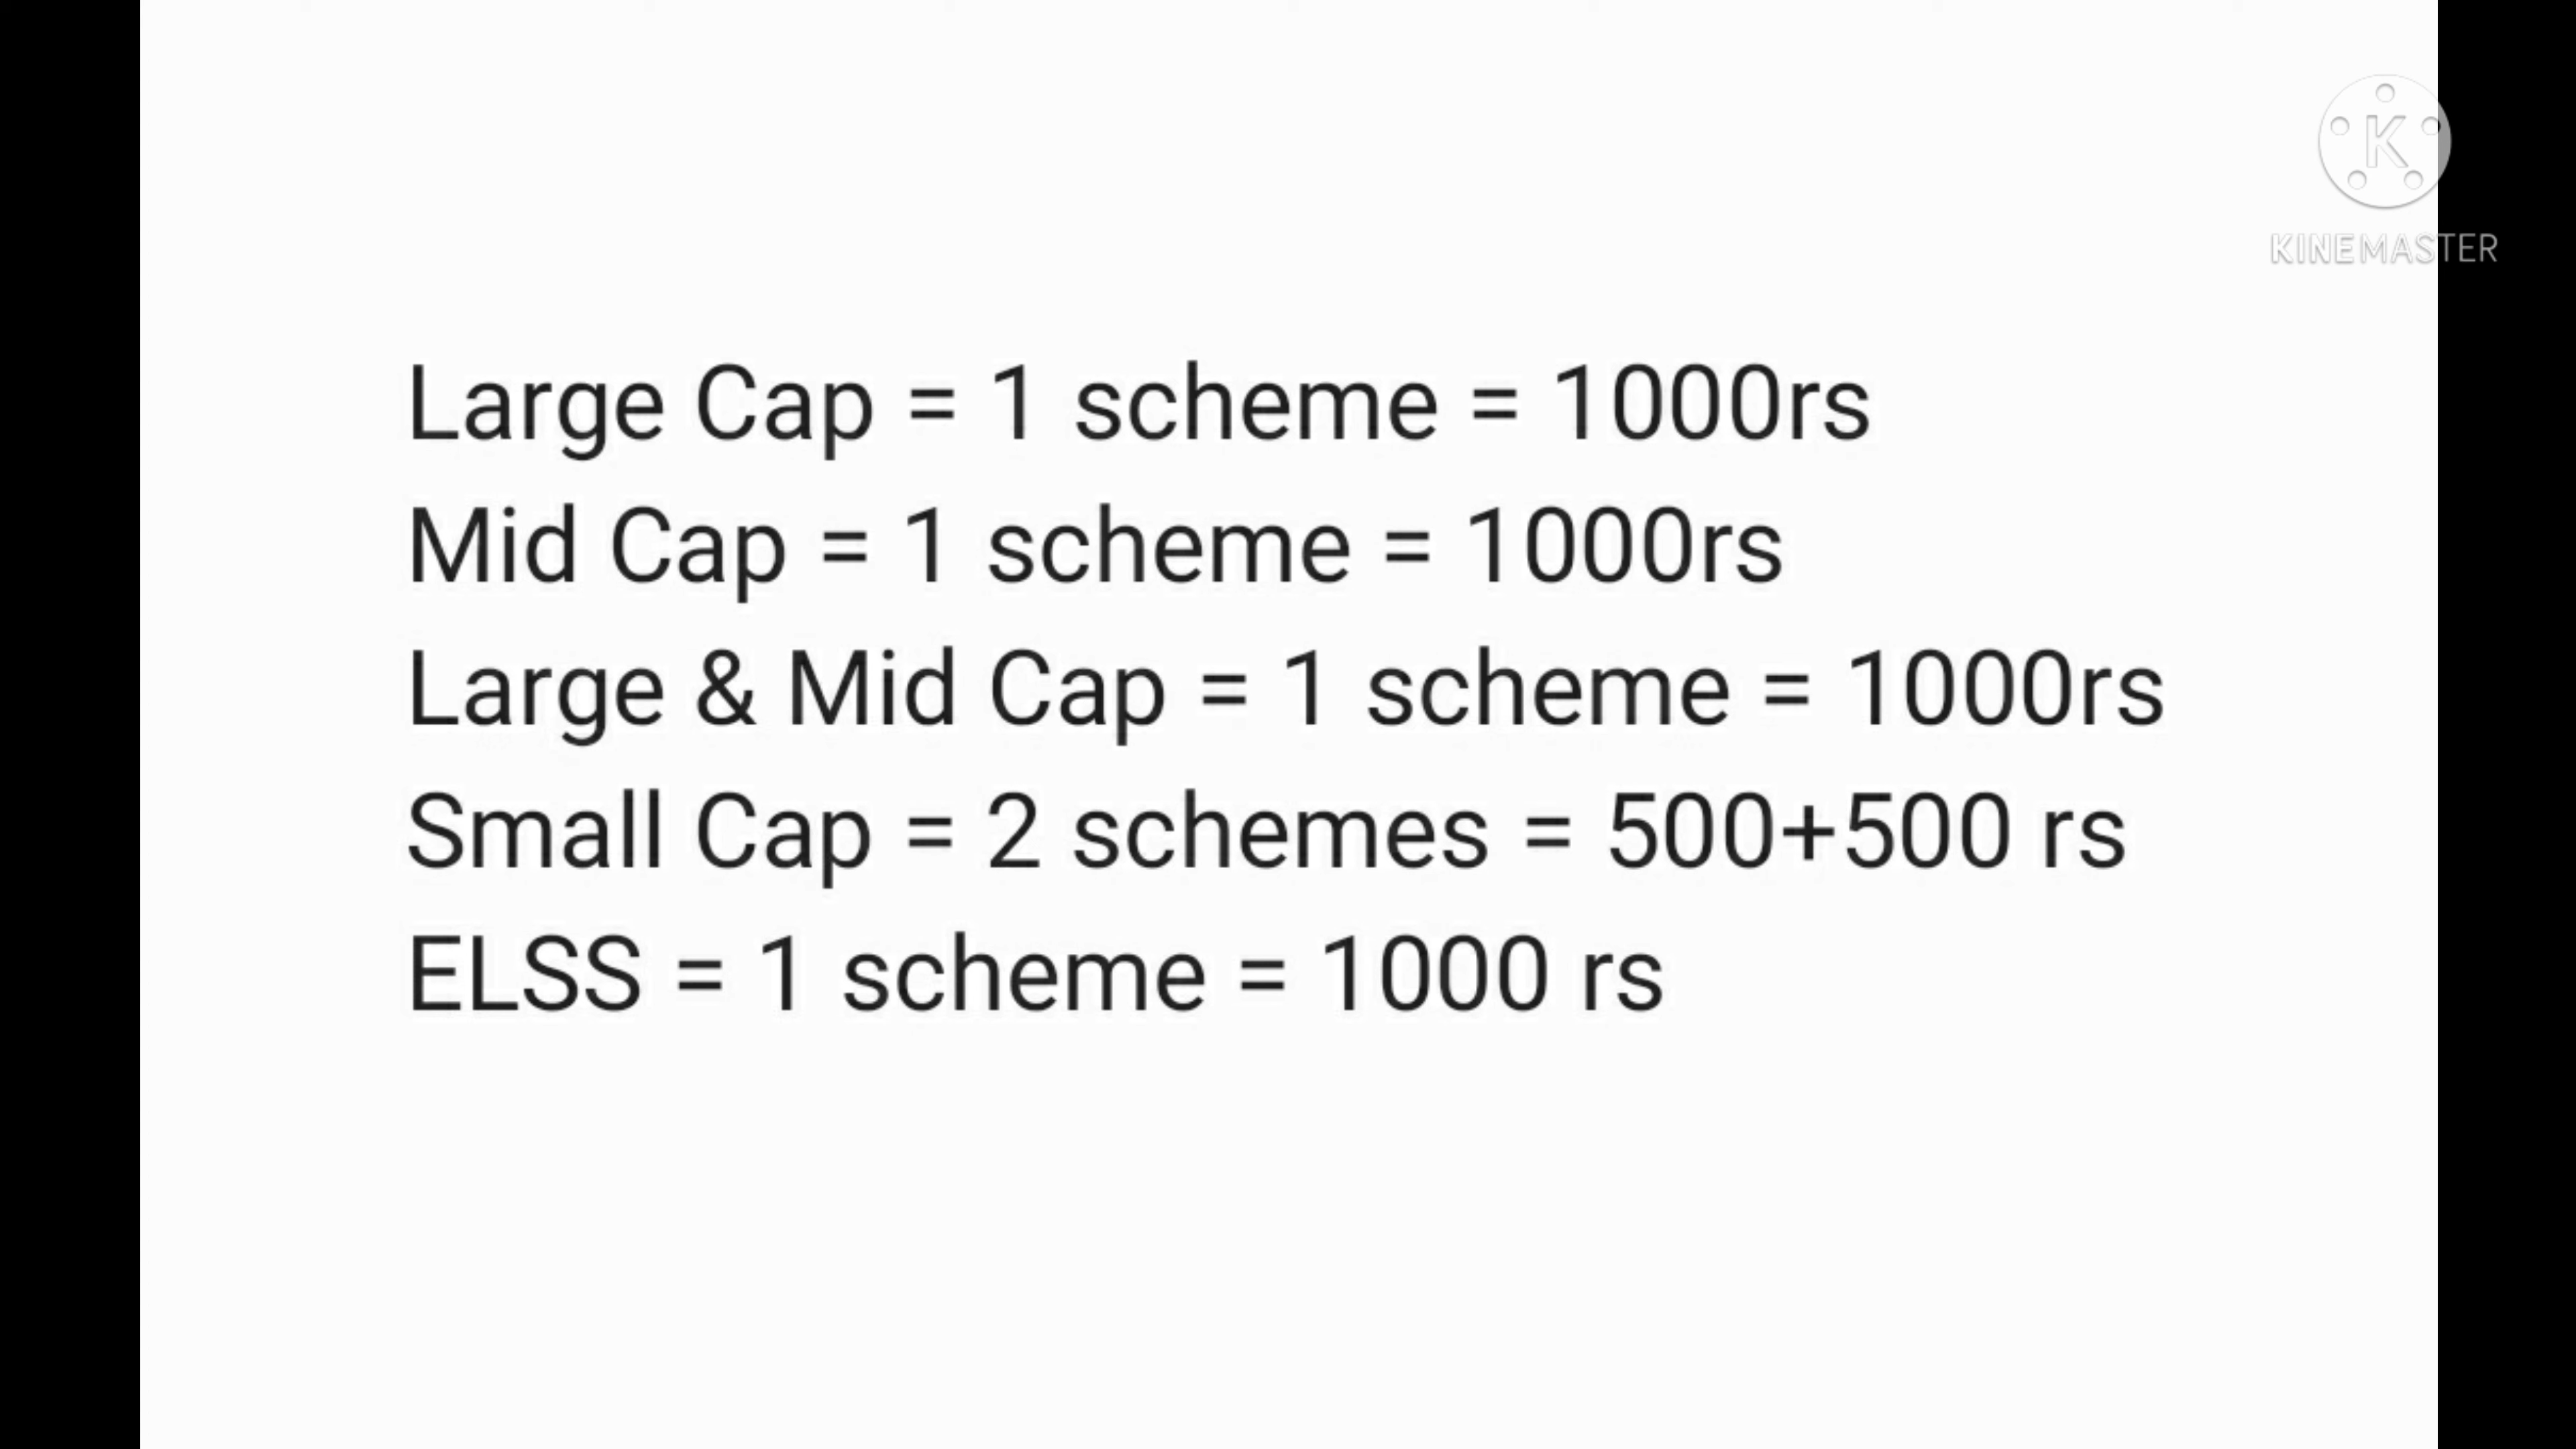 K
KINEMASTER
Large Cap = 1 scheme = 1000rs
Mid Cap = 1 scheme = 1000rs
Large & Mid Cap = 1 scheme = 1000rs
Small Cap = 2 schemes = 500+500 rs
ELSS = 1 scheme = 1000 rs